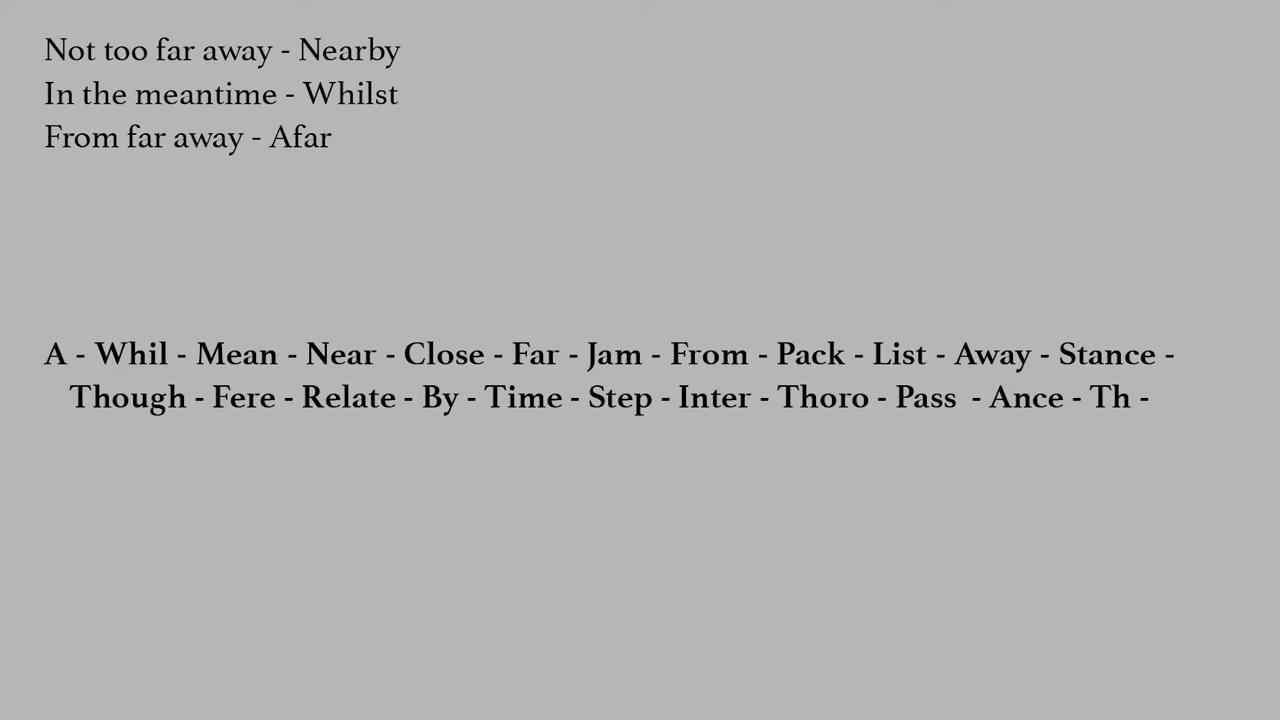 Not too far away - Nearby
In the meantime - Whilst
From far away - Afar
A - Whil - Mean - Near - Close - Far - Jam - From - Pack - List - Away - Stance -
Though - Fere - Relate - By - Time - Step - Inter - Thoro - Pass - Ance - Th -